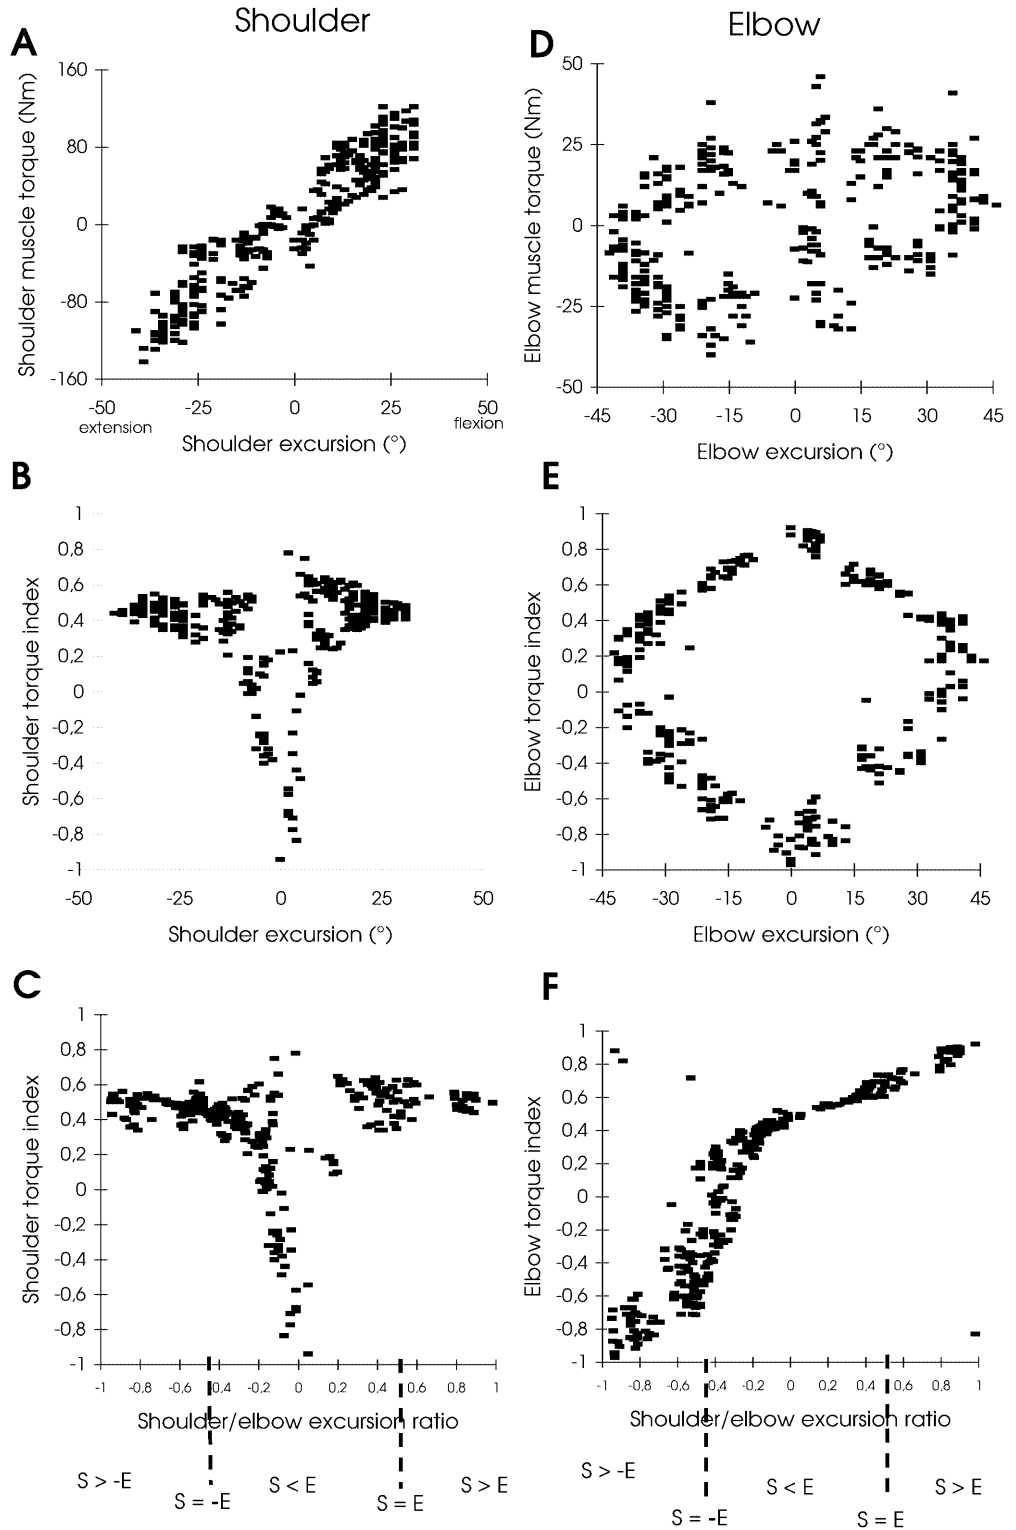 Shoulder
Elbow
A
Shoulder muscle torque (Nm)
160
80
0
-80
-160
-50 -25 0 25 50
extension flexion
Shoulder excursion (°)
D
Elbow muscle torque (Nm)
50
25
0
-25
-50
-45 -30 -15 0 15 30 45
Elbow excursion (°)
B
Shoulder torque index
1
0,8
0,6
0,4
0,2
0
-0,2
-0,4
-0,6
-0,8
-1
-50 -25 0 25 50
Shoulder excursion (°)
E
Elbow torque index
1
0,8
0,6
0,4
0,2
0
-0,2
-0,4
-0,6
-0,8
-1
-45 -30 -15 0 15 30 45
Elbow excursion (°)
C
Shoulder torque index
1
0,8
0,6
0,4
0,2
0
-0,2
-0,4
-0,6
-0,8
-1
-1 -0,8 -0,6 -0,4 -0,2 0 0,2 0,4 0,6 0,8 1
Shoulder/elbow excursion ratio
S > -E
S = -E
S < E
S = E
S > E
F
Elbow torque index
1
0,8
0,6
0,4
0,2
0
-0,2
-0,4
-0,6
-0,8
-1
-1 -0,8 -0,6 -0,4 -0,2 0 0,2 0,4 0,6 0,8 1
Shoulder/elbow excursion ratio
S > -E
S = -E
S < E
S = E
S > E